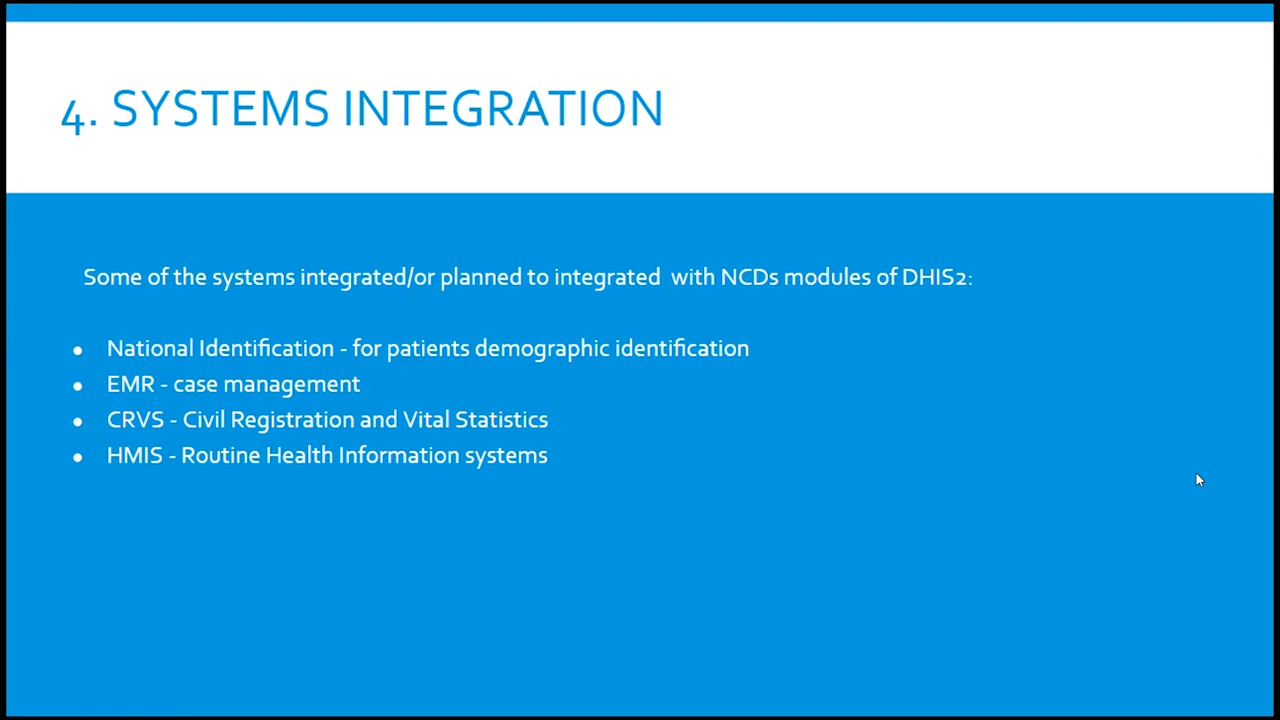 4. SYSTEMS INTEGRATION
Some of the systems integrated/or planned to integrated with NCDs modules of DHIS2:
● National Identification - for patients demographic identification
● EMR - case management
● CRVS - Civil Registration and Vital Statistics
● HMIS - Routine Health Information systems